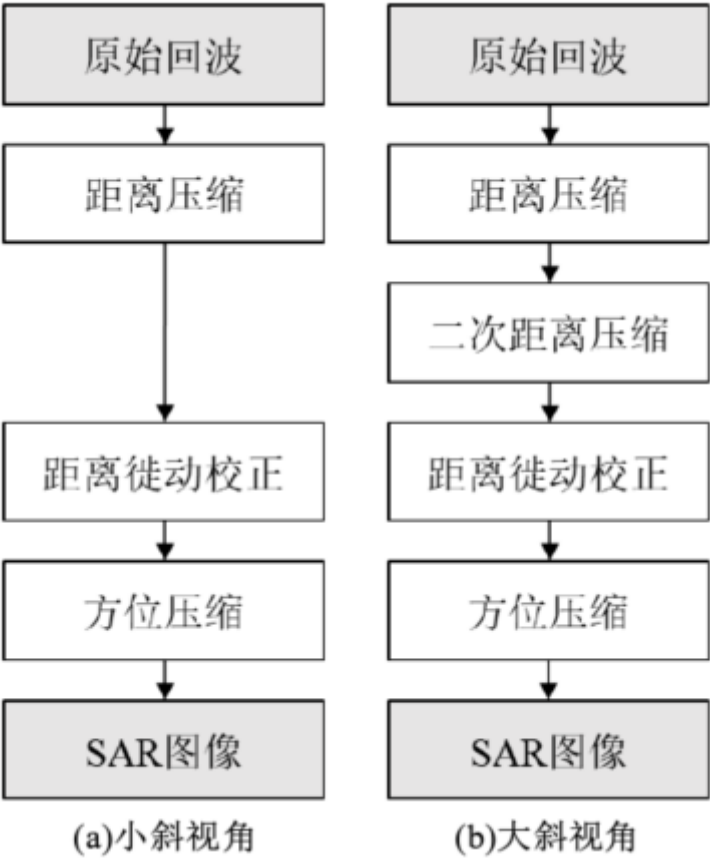 原始回波
距离压缩
距离徙动校正
方位压缩
SAR图像
(a)小斜视角
原始回波
距离压缩
二次距离压缩
距离徙动校正
方位压缩
SAR图像
(b)大斜视角